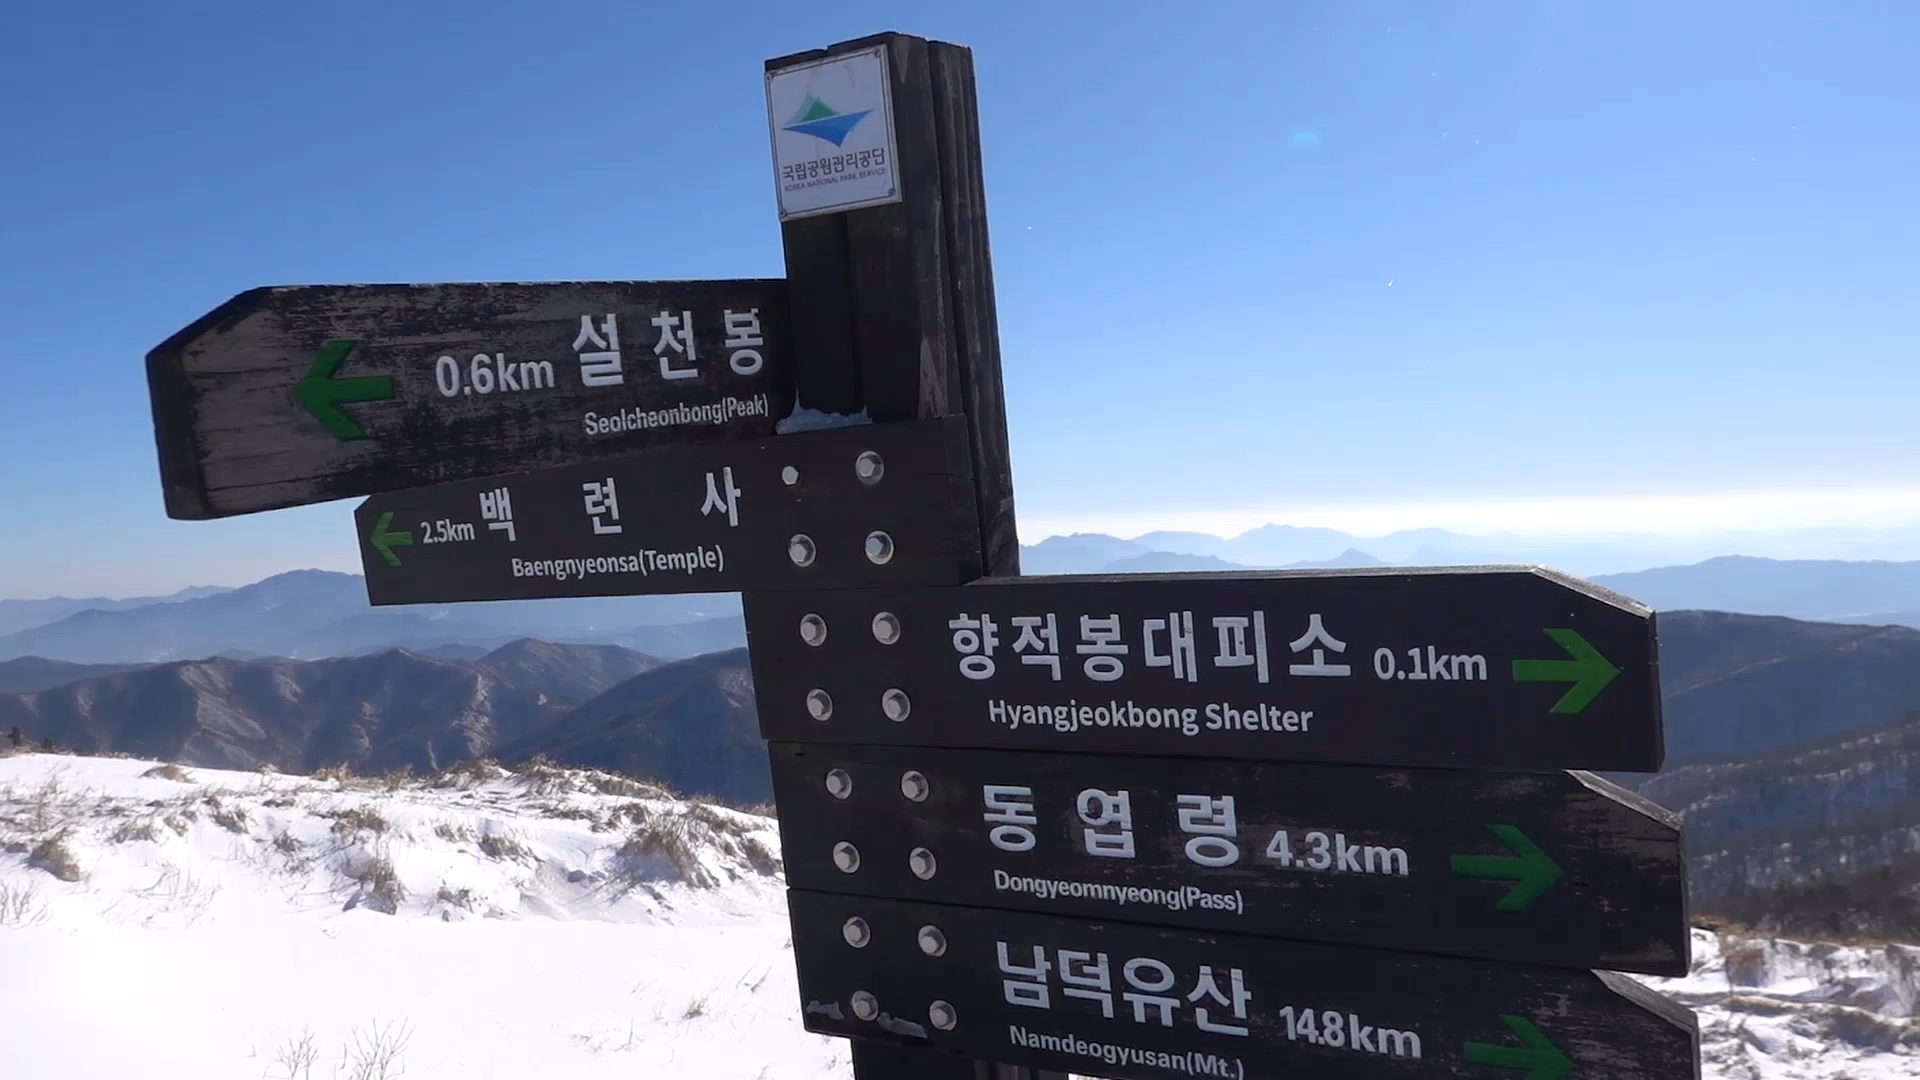 국립공원관리공단
KOREA NATIONAL PARK SERVICE
0.6km 설천봉
Seolcheonbong(Peak)
2.5km 백련사
Baengnyeonsa(Temple)
향적봉대피소 0.1km
Hyangjeokbong Shelter
동엽령 4.3km
Dongyeomnyeong(Pass)
남덕유산 14.8km
Namdeogyusan(Mt.)